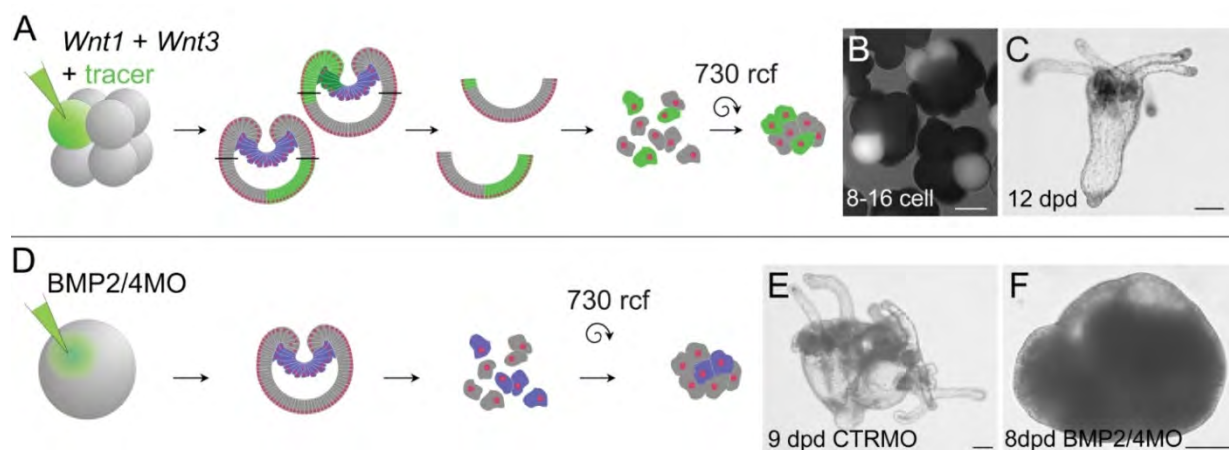 A
Wnt1 + Wnt3
+ tracer
730 rcf
B
8-16 cell
C
12 dpd
D
BMP2/4MO
730 rcf
E
9 dpd CTRMO
F
8dpd BMP2/4MO